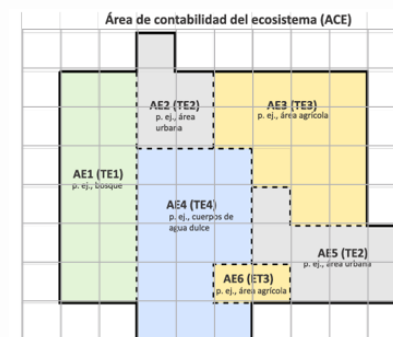 Área de contabilidad del ecosistema (ACE)
AE2 (TE2)
p. ej., área
urbana
AE3 (TE3)
p. ej., área agrícola
AE1 (TE1)
p. ej., bosque
AE4 (TE4)
p. ej., cuerpos de
agua dulce
AE5 (TE2)
p. ej., área urbana
AE6 (ET3)
p. ej., área agrícola